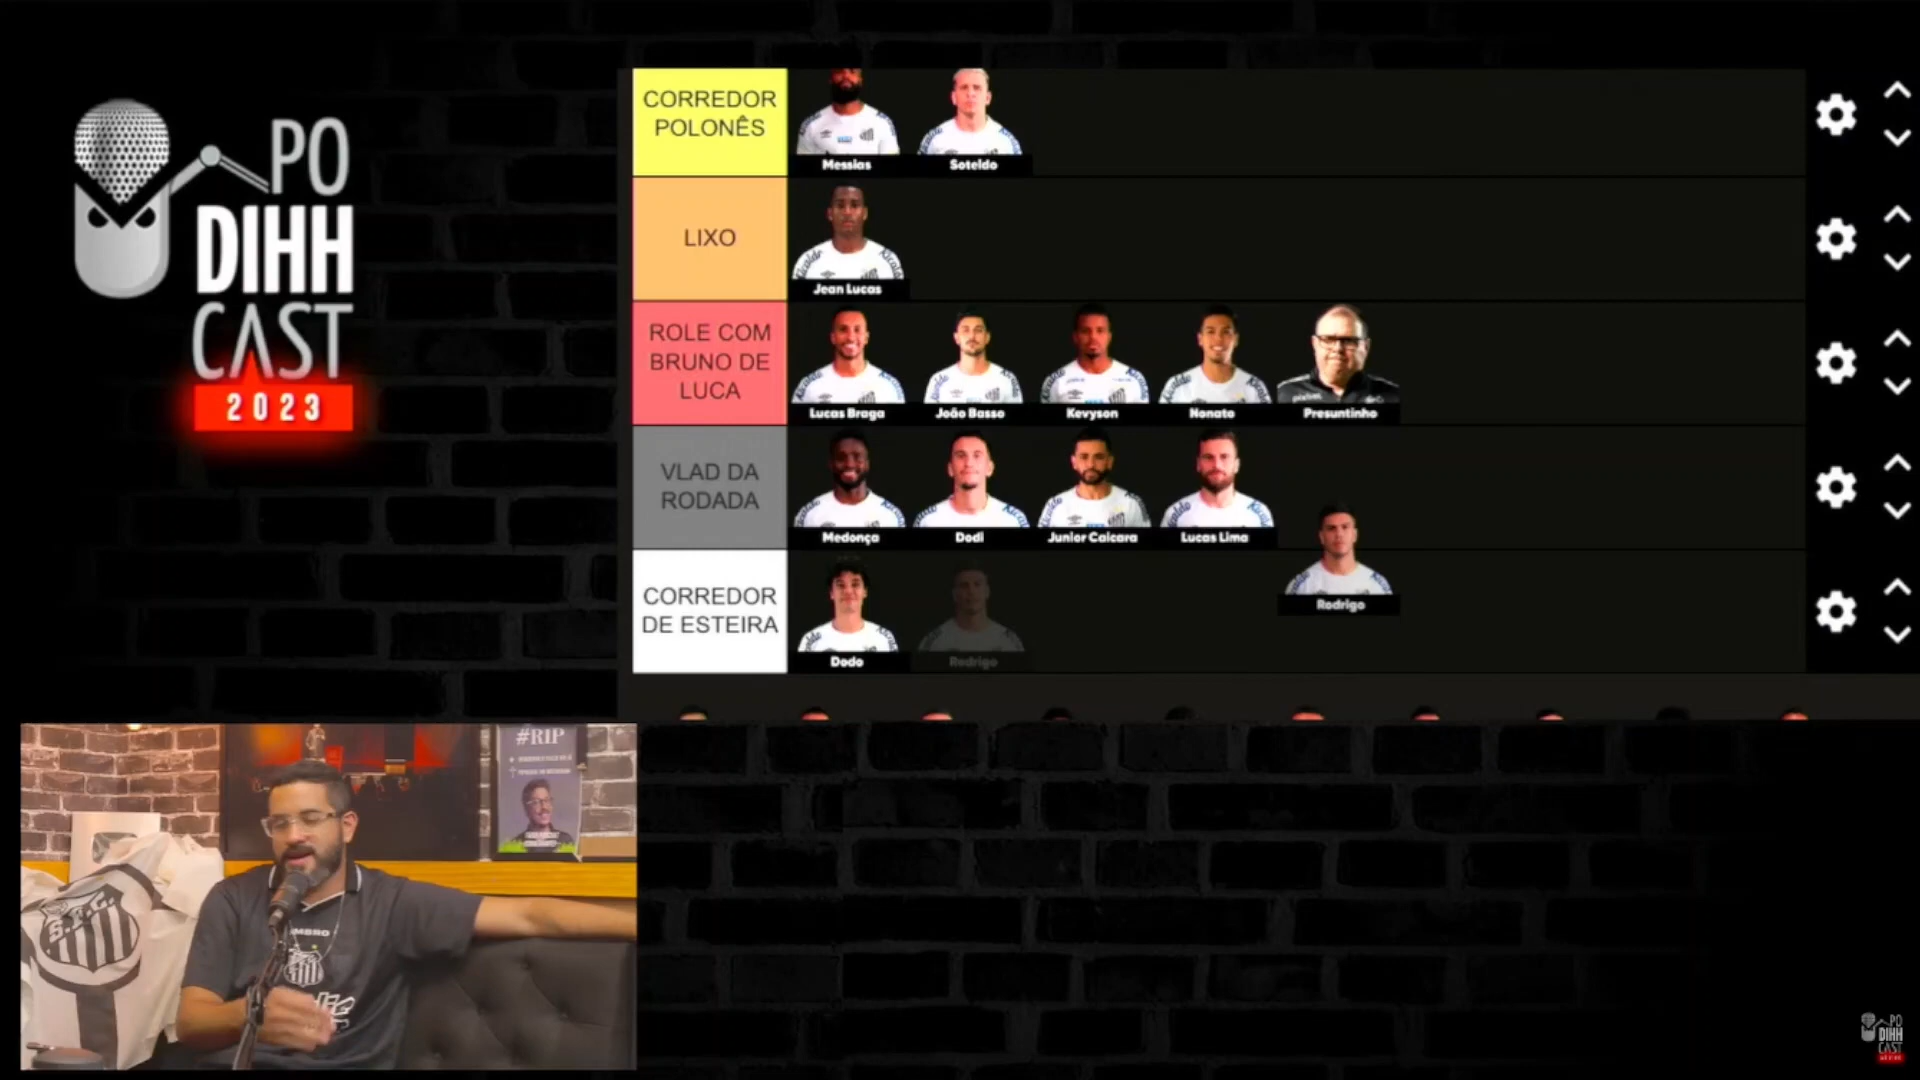 PO
DIHH
CAST
2023
CORREDOR
POLONÊS
Messias
Soteldo
LIXO
Jean Lucas
ROLE COM
BRUNO DE
LUCA
Lucas Braga
João Basso
Kevyson
Nonato
Presuntinho
VLAD DA
RODADA
Medonça
Dodi
Junior Caicara
Lucas Lima
Rodrigo
CORREDOR
DE ESTEIRA
Dodo
Rodrigo
#RIP
S.F.C.
UMBRO
PO
DIHH
CAST